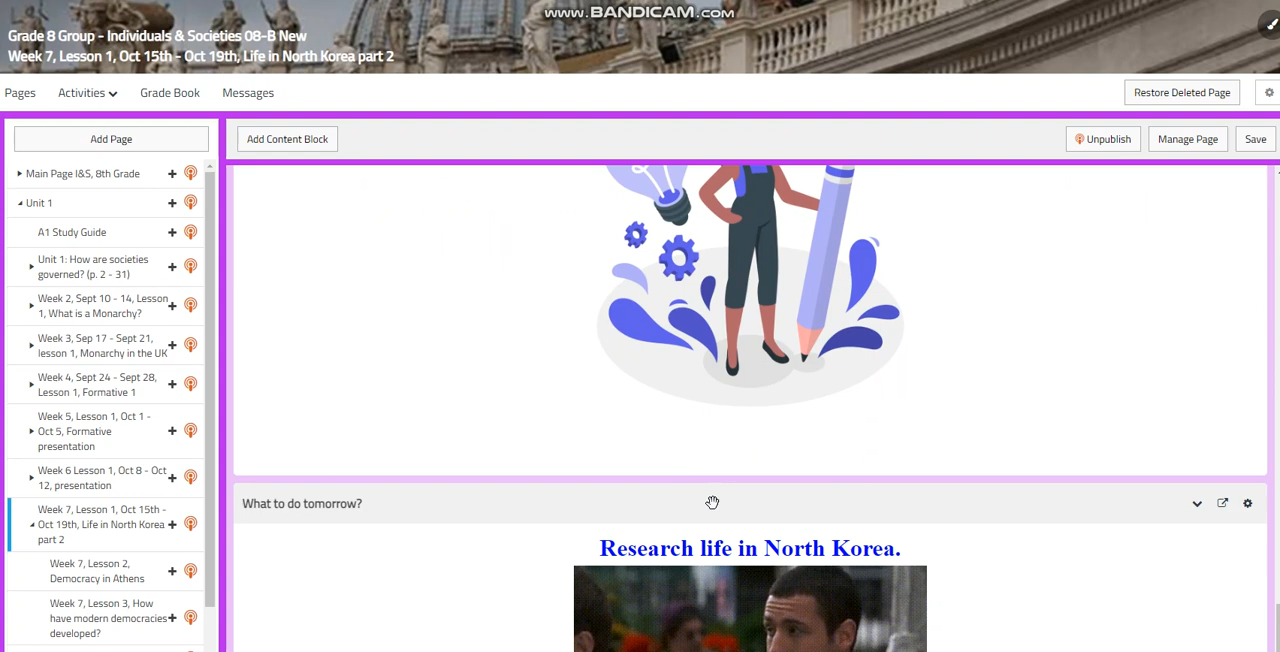 www.BANDICAM.com
Grade 8 Group - Individuals & Societies 08-B New
Week 7, Lesson 1, Oct 15th - Oct 19th, Life in North Korea part 2
Pages
Activities
Grade Book
Messages
Restore Deleted Page
Add Page
Add Content Block
Unpublish
Manage Page
Save
Main Page I&S, 8th Grade
Unit 1
A1 Study Guide
Unit 1: How are societies
governed? (p. 2 - 31)
Week 2, Sept 10 - 14, Lesson
1, What is a Monarchy?
Week 3, Sep 17 - Sept 21,
lesson 1, Monarchy in the UK
Week 4, Sept 24 - Sept 28,
Lesson 1, Formative 1
Week 5, Lesson 1, Oct 1 -
Oct 5, Formative
presentation
Week 6 Lesson 1, Oct 8 - Oct
12, presentation
Week 7, Lesson 1, Oct 15th -
Oct 19th, Life in North Korea
part 2
Week 7, Lesson 2,
Democracy in Athens
Week 7, Lesson 3, How
have modern democracies
developed?
What to do tomorrow?
Research life in North Korea.